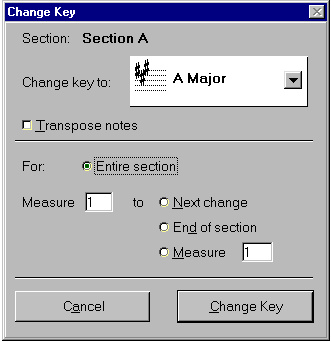 Change Key
Section: Section A
Change key to: A Major
Transpose notes
For: Entire section
Measure 1 to Next change
End of section
Measure 1
Cancel Change Key